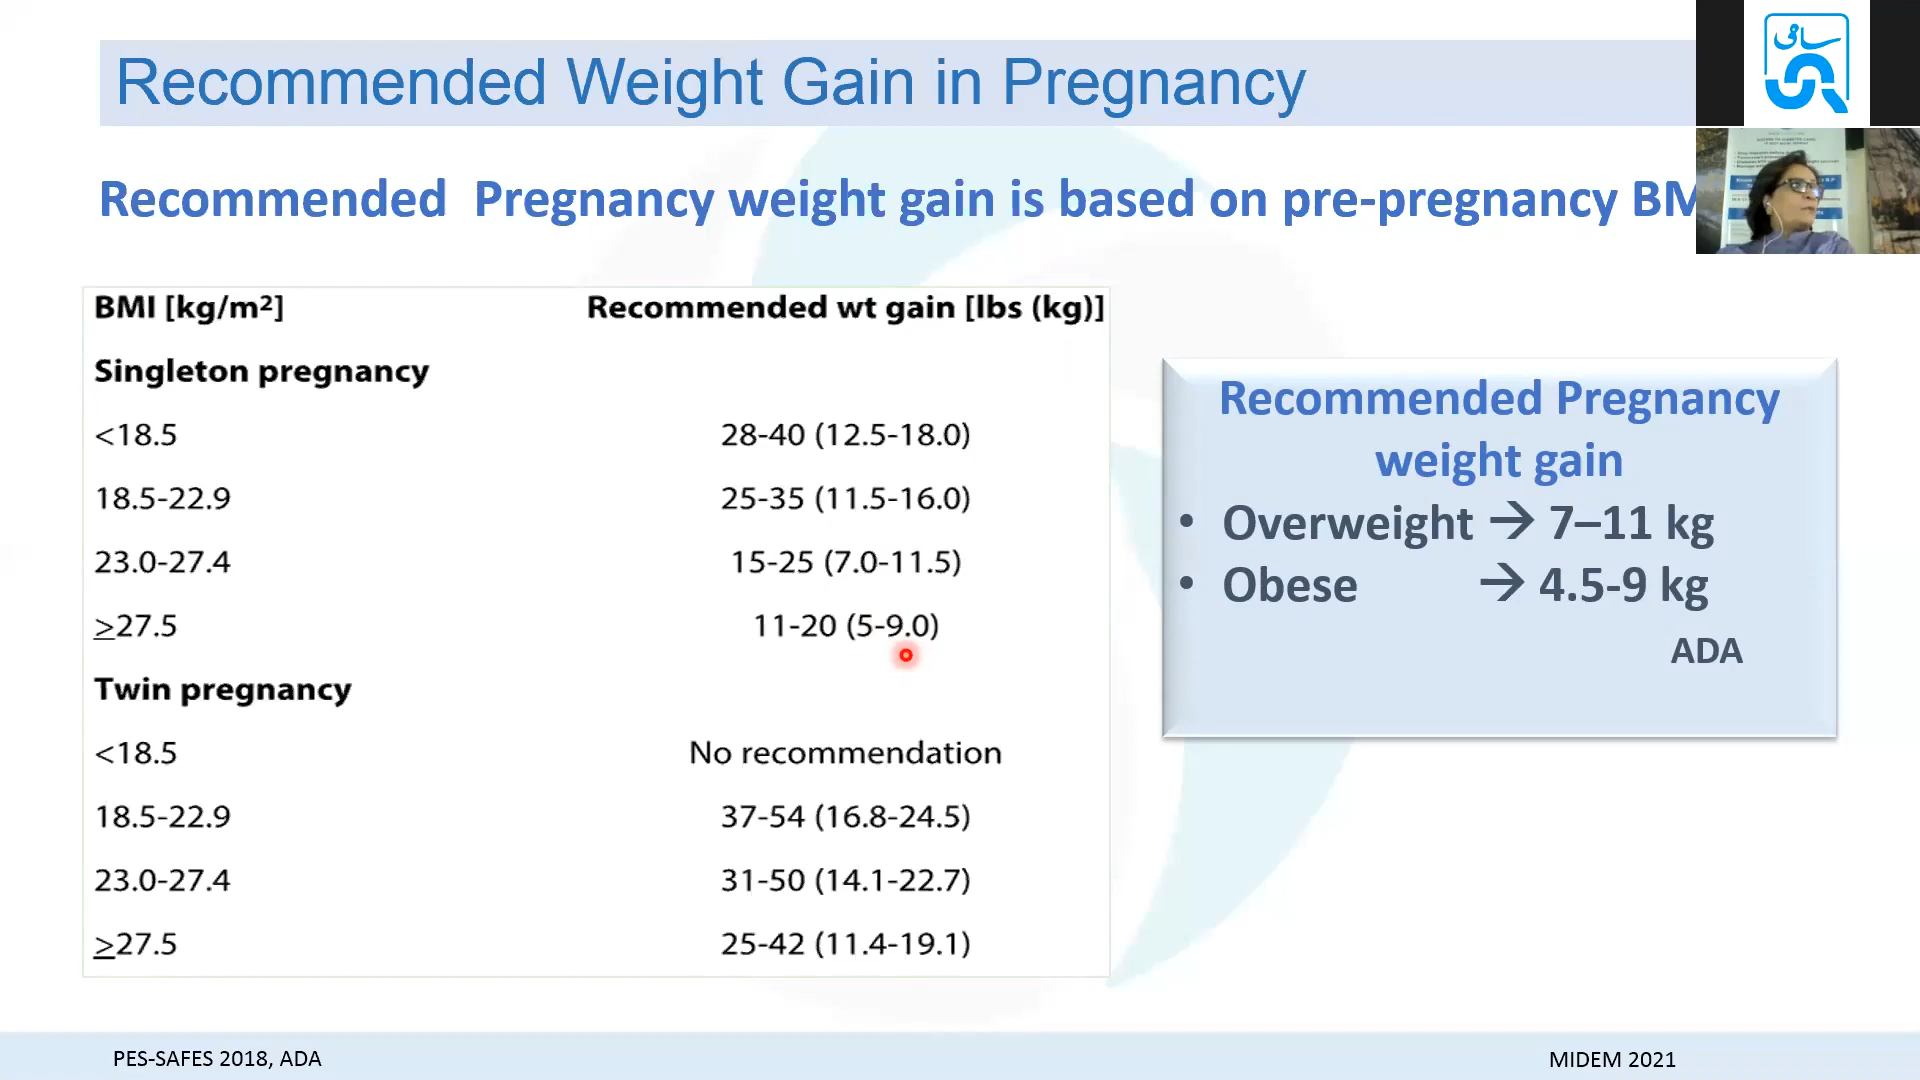 Recommended Weight Gain in Pregnancy
سافی
Recommended Pregnancy weight gain is based on pre-pregnancy
BMI [kg/m²] Recommended wt gain [lbs (kg)]
Singleton pregnancy
<18.5 28-40 (12.5-18.0)
18.5-22.9 25-35 (11.5-16.0)
23.0-27.4 15-25 (7.0-11.5)
≥27.5 11-20 (5-9.0)
Twin pregnancy
<18.5 No recommendation
18.5-22.9 37-54 (16.8-24.5)
23.0-27.4 31-50 (14.1-22.7)
≥27.5 25-42 (11.4-19.1)
Recommended Pregnancy
weight gain
• Overweight → 7–11 kg
• Obese → 4.5-9 kg
ADA
PES-SAFES 2018, ADA
MIDEM 2021